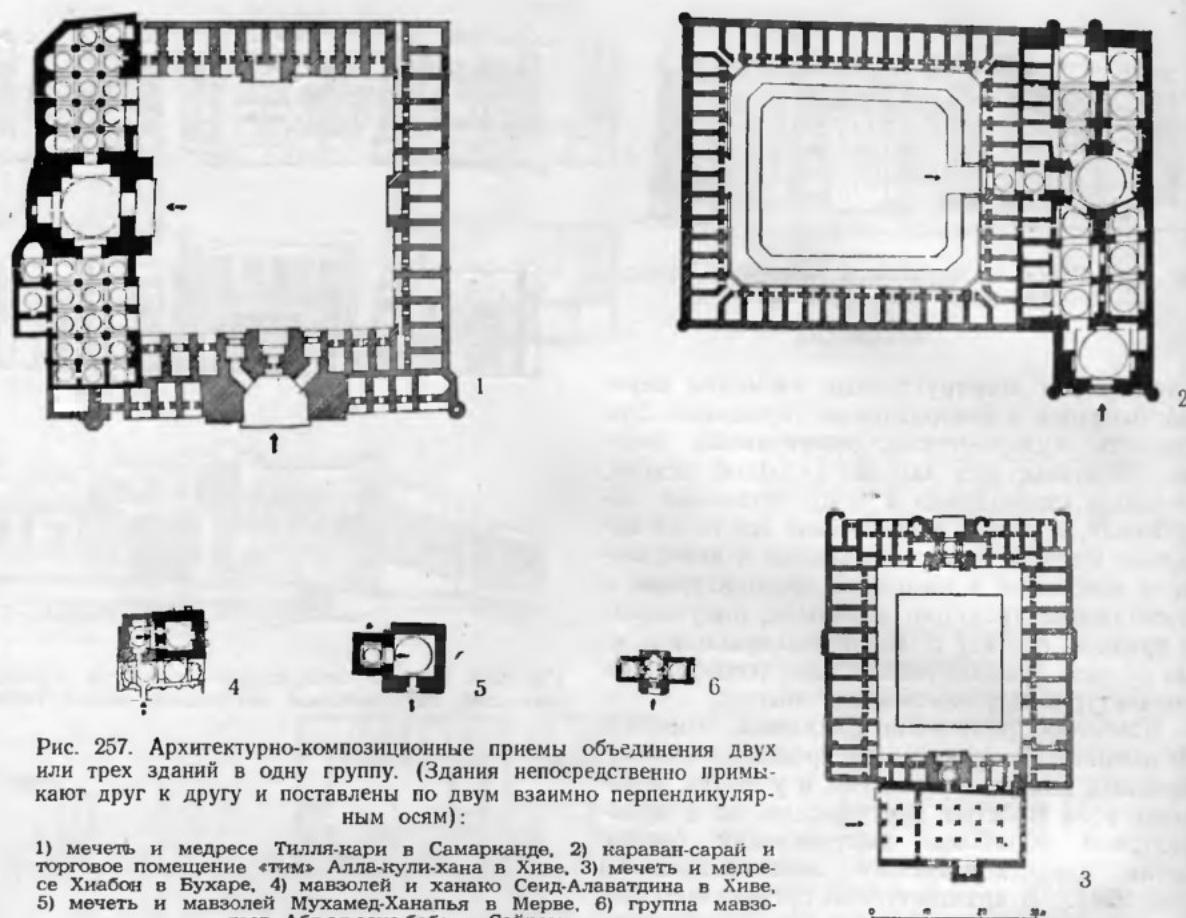 1
2
4
5
6
Рис. 257. Архитектурно-композиционные приемы объединения двух
или трех зданий в одну группу. (Здания непосредственно примы-
кают друг к другу и поставлены по двум взаимно перпендикуляр-
ным осям):
1) мечеть и медресе Тилля-кари в Самарканде, 2) караван-сарай и
торговое помещение «тим» Алла-кули-хана в Хиве, 3) мечеть и медре-
се Хиабон в Бухаре, 4) мавзолей и ханако Сеид-Алаватдина в Хиве,
5) мечеть и мавзолей Мухамед-Ханапья в Мерве, 6) группа мавзо-
3
0